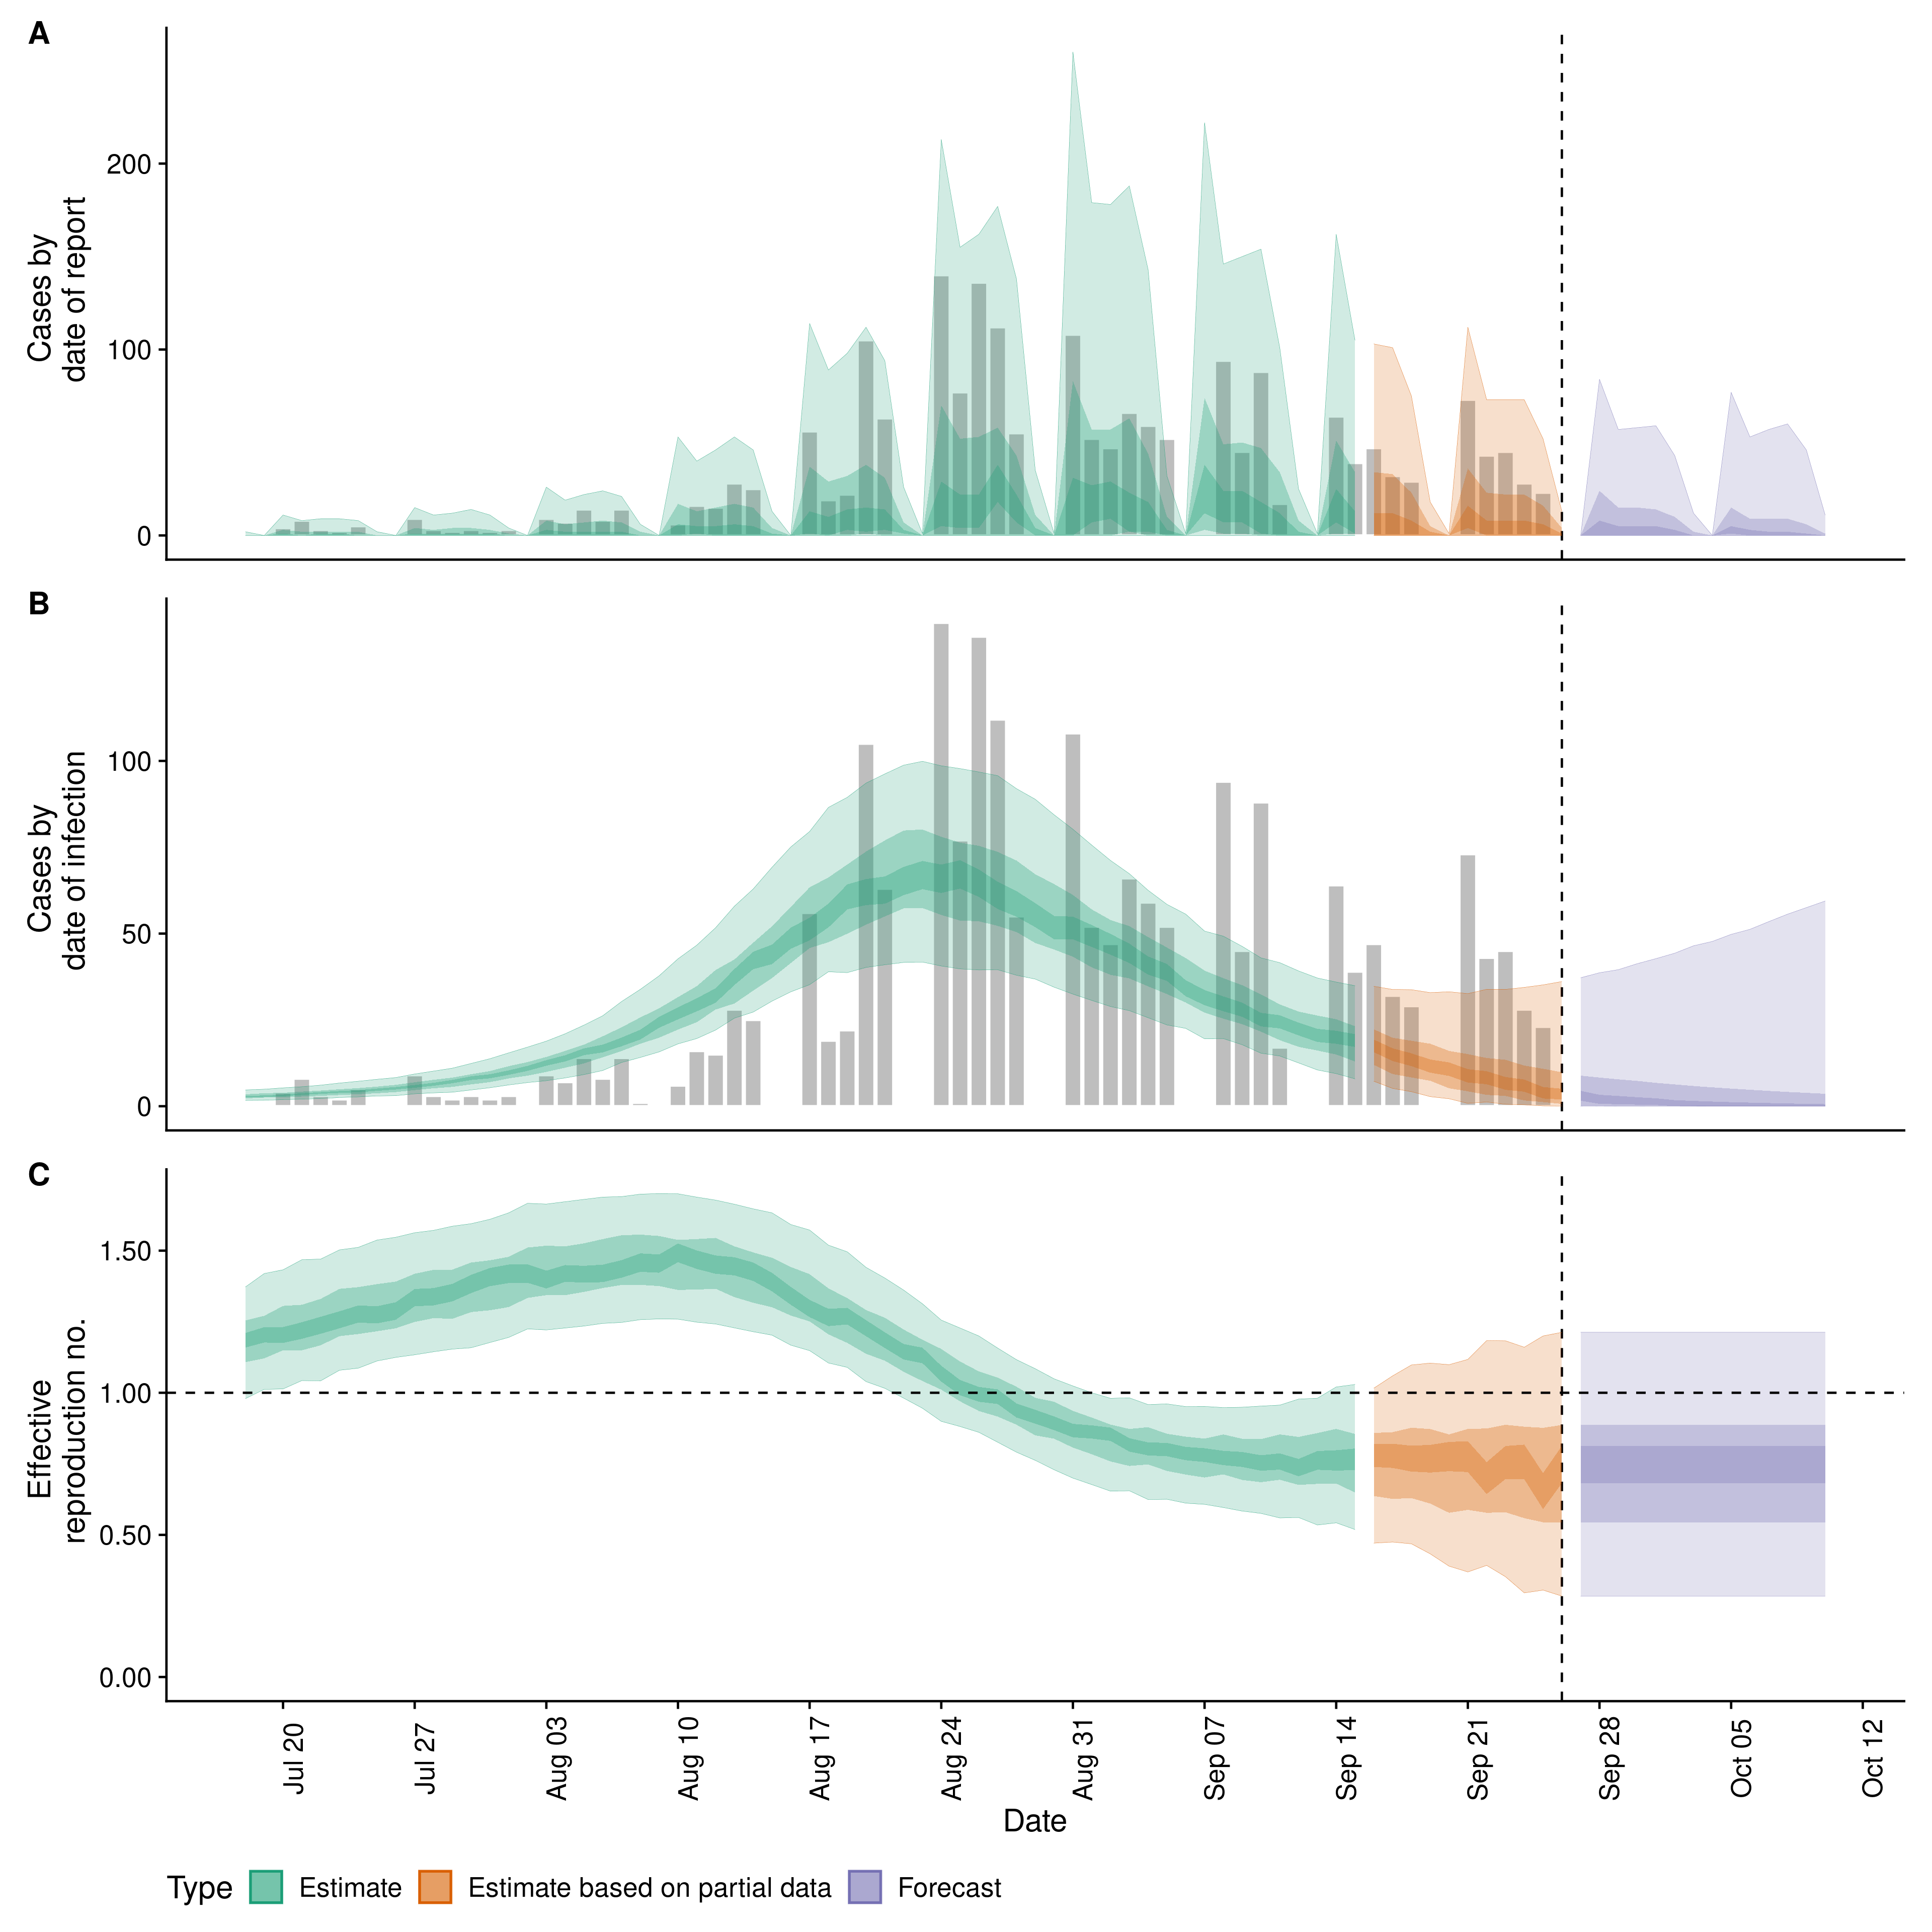 A
Cases by
date of report
200
100
0
B
Cases by
date of infection
100
50
0
C
Effective
reproduction no.
1.50
1.00
0.50
0.00
Jul 20
Jul 27
Aug 03
Aug 10
Aug 17
Aug 24
Aug 31
Sep 07
Sep 14
Sep 21
Sep 28
Oct 05
Oct 12
Date
Type Estimate Estimate based on partial data Forecast